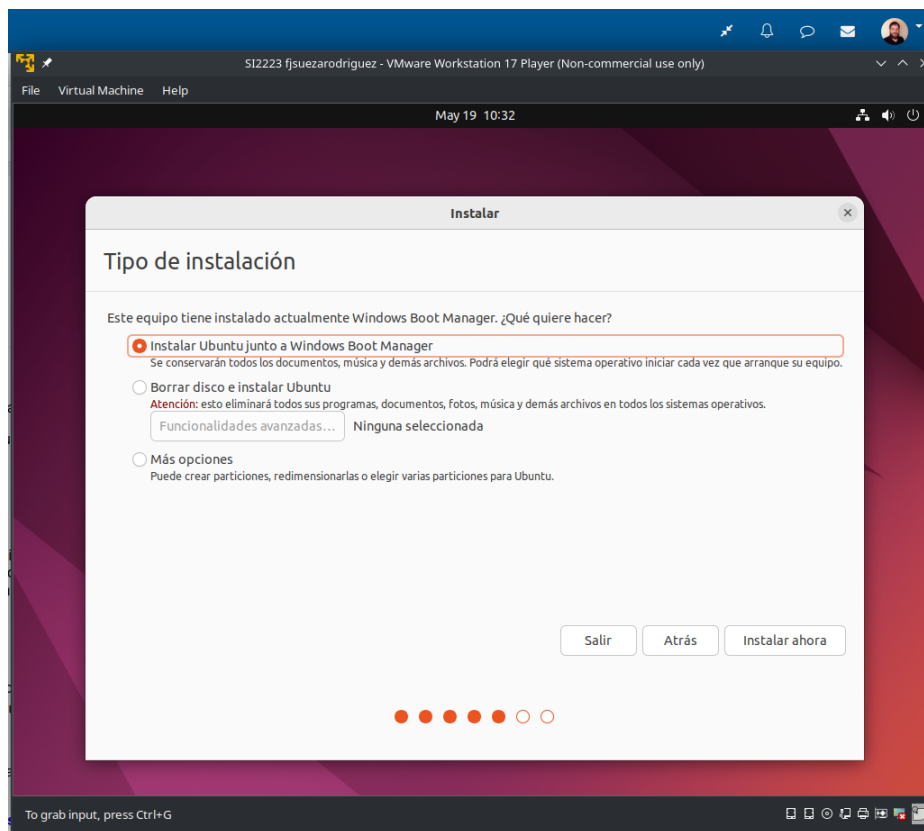 SI2223 fjsuezarodriguez - VMware Workstation 17 Player (Non-commercial use only)
File Virtual Machine Help
May 19 10:32
Instalar
Tipo de instalación
Este equipo tiene instalado actualmente Windows Boot Manager. ¿Qué quiere hacer?
Instalar Ubuntu junto a Windows Boot Manager
Se conservarán todos los documentos, música y demás archivos. Podrá elegir qué sistema operativo iniciar cada vez que arranque su equipo.
Borrar disco e instalar Ubuntu
Atención: esto eliminará todos sus programas, documentos, fotos, música y demás archivos en todos los sistemas operativos.
Funcionalidades avanzadas... Ninguna seleccionada
Más opciones
Puede crear particiones, redimensionarlas o elegir varias particiones para Ubuntu.
Salir Atrás Instalar ahora
To grab input, press Ctrl+G